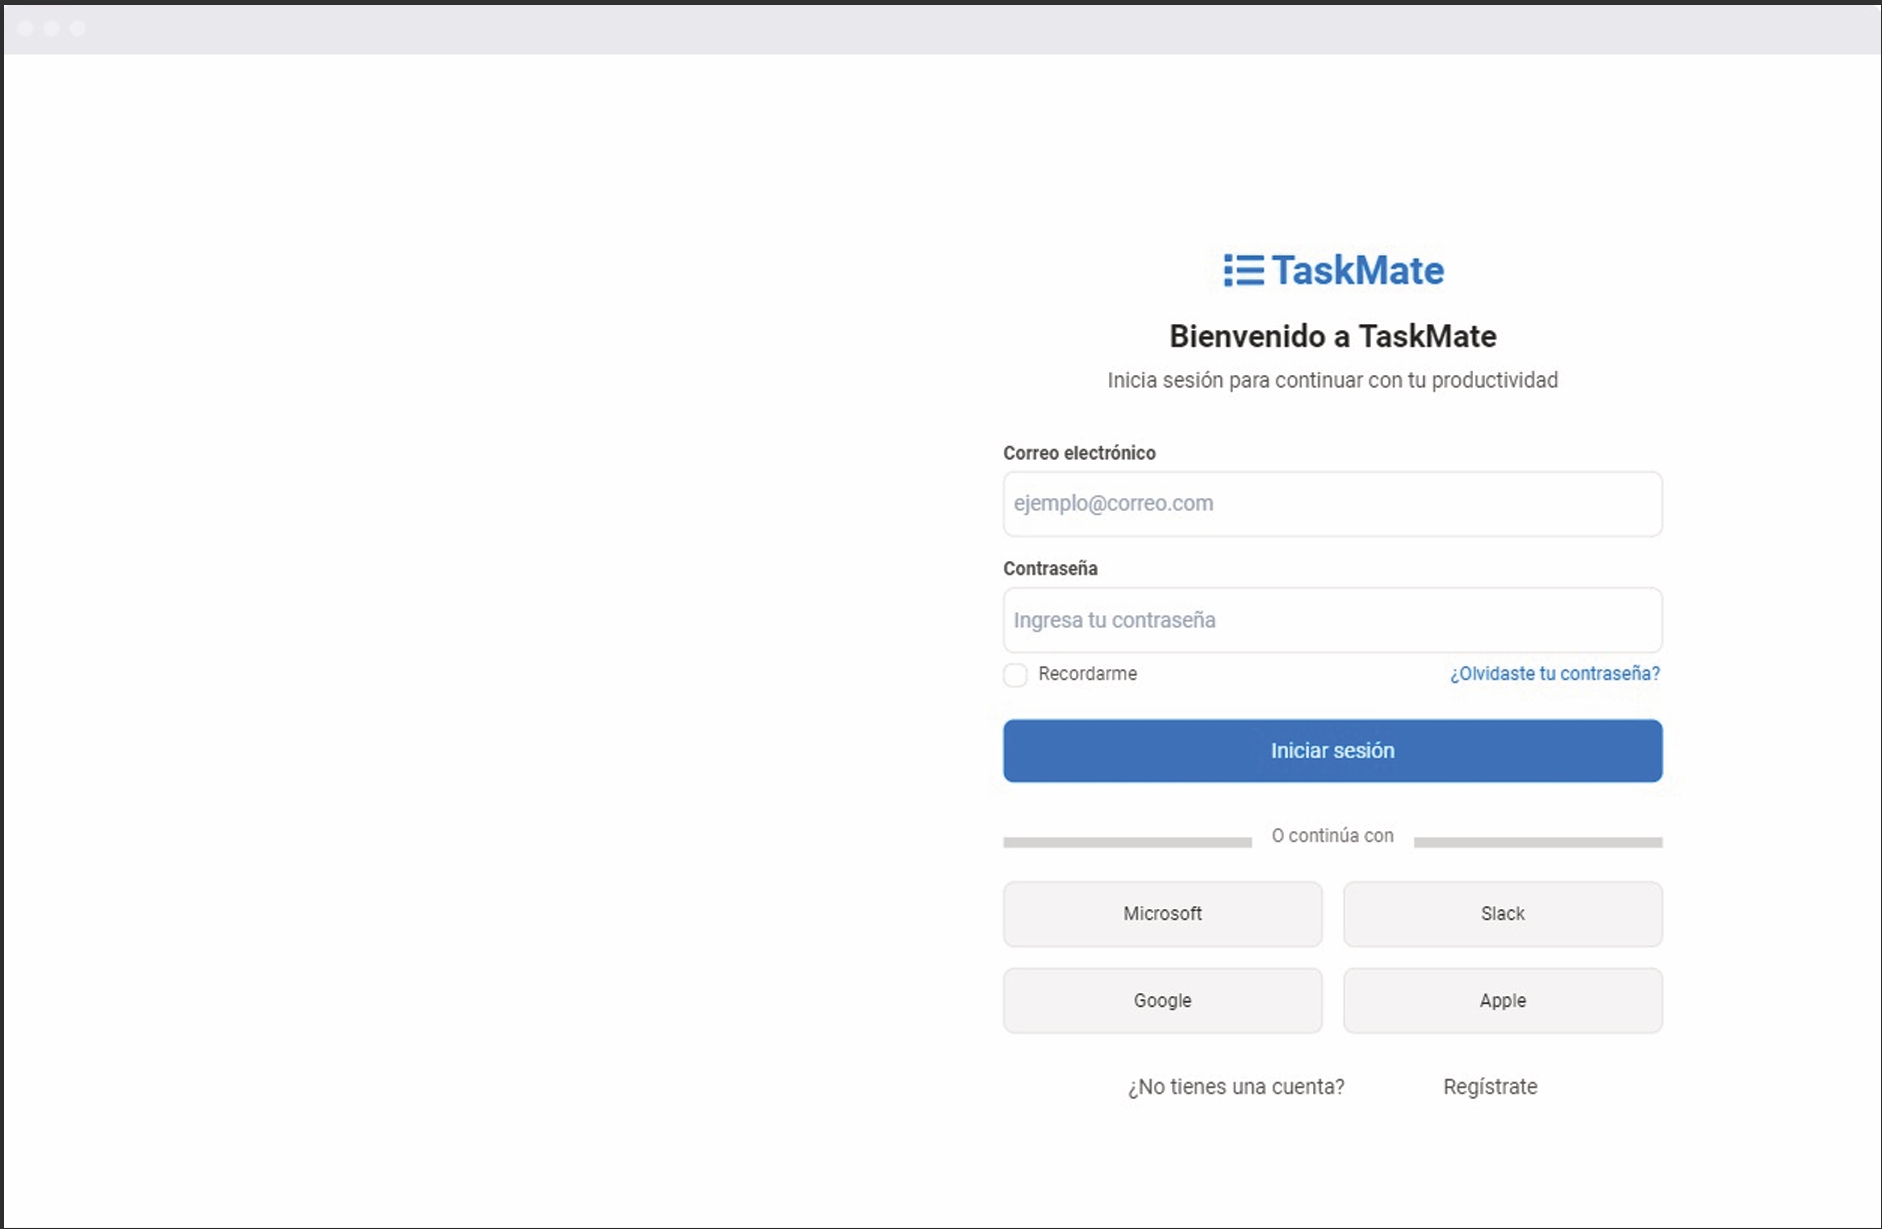 TaskMate
Bienvenido a TaskMate
Inicia sesión para continuar con tu productividad
Correo electrónico
ejemplo@correo.com
Contraseña
Ingresa tu contraseña
Recordarme ¿Olvidaste tu contraseña?
Iniciar sesión
O continúa con
Microsoft Slack
Google Apple
¿No tienes una cuenta? Regístrate